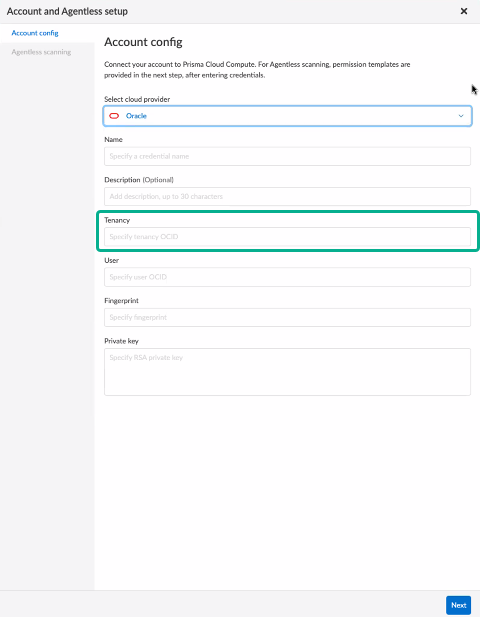 Account and Agentless setup
Account config
Agentless scanning
Account config
Connect your account to Prisma Cloud Compute. For Agentless scanning, permission templates are
provided in the next step, after entering credentials.
Select cloud provider
Oracle
Name
Specify a credential name
Description (Optional)
Add description, up to 30 characters
Tenancy
Specify tenancy OCID
User
Specify user OCID
Fingerprint
Specify fingerprint
Private key
Specify RSA private key
Next